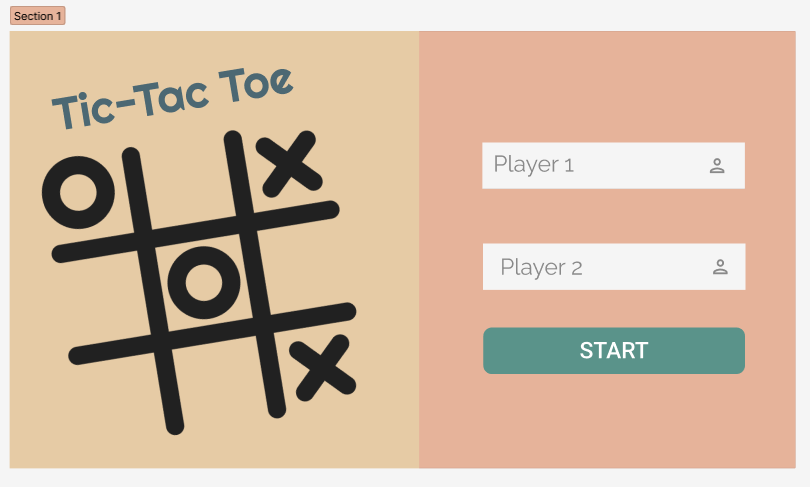 Section 1
Tic-Tac Toe
Player 1
Player 2
START